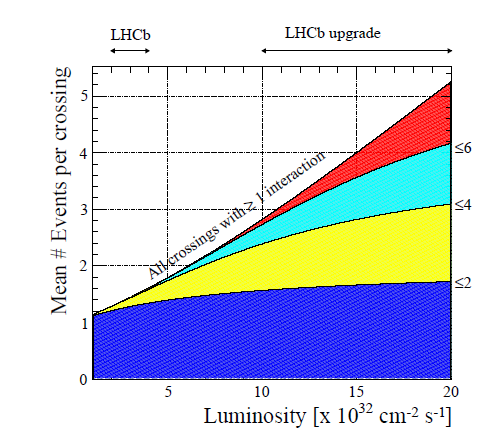 LHCb
LHCb upgrade
Mean # Events per crossing
5
4
3
2
1
0
All crossings with ≥ 1 interaction
≤6
≤4
≤2
5
10
15
20
Luminosity [x 10³² cm⁻² s⁻¹]